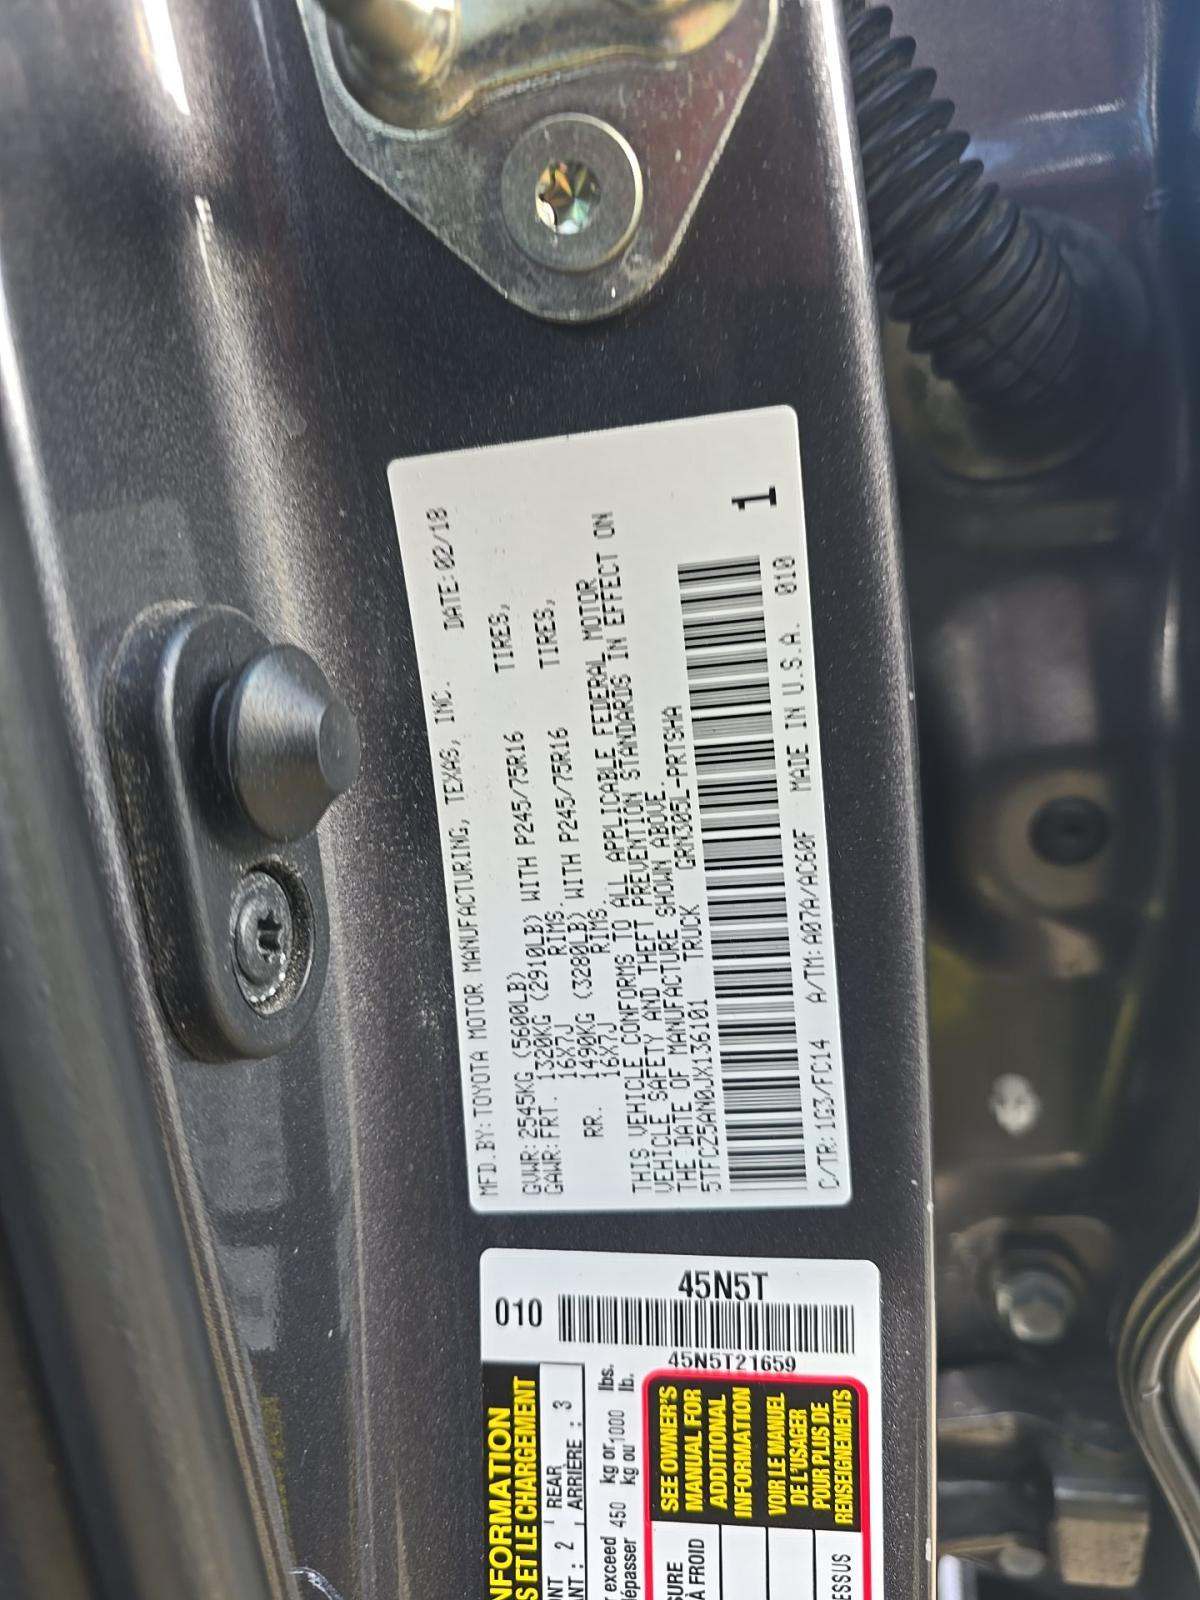 MFD.BY:TOYOTA MOTOR MANUFACTURING, TEXAS, INC. DATE:02/18
GVWR:2545KG (5600LB)
GAWR:FRT. 1320KG (2910LB) WITH P245/75R16 TIRES,
16X7J RIMS,
RR. 1490KG (3280LB) WITH P245/75R16 TIRES,
16X7J RIMS
THIS VEHICLE CONFORMS TO ALL APPLICABLE FEDERAL MOTOR
VEHICLE SAFETY AND THEFT PREVENTION STANDARDS IN EFFECT ON
THE DATE OF MANUFACTURE SHOWN ABOVE.
5TFCZ5AN0JX136101 TRUCK GRN305L-PRTSHA
1
C/TR:1G3/FC14 A/TM:A07A/AC60F MADE IN U.S.A. 010
45N5T
010
45N5T21659
NFORMATION
S ET LE CHARGEMENT
ONT 2 REAR
ANT : 2 ARRIÈRE : 3
r exceed 450 kg or 1000 lbs.
dépasser kg ou lb.
SURE
À FROID
ESSUS
SEE OWNER'S
MANUAL FOR
ADDITIONAL
INFORMATION
VOIR LE MANUEL
DE L'USAGER
POUR PLUS DE
RENSEIGNEMENTS